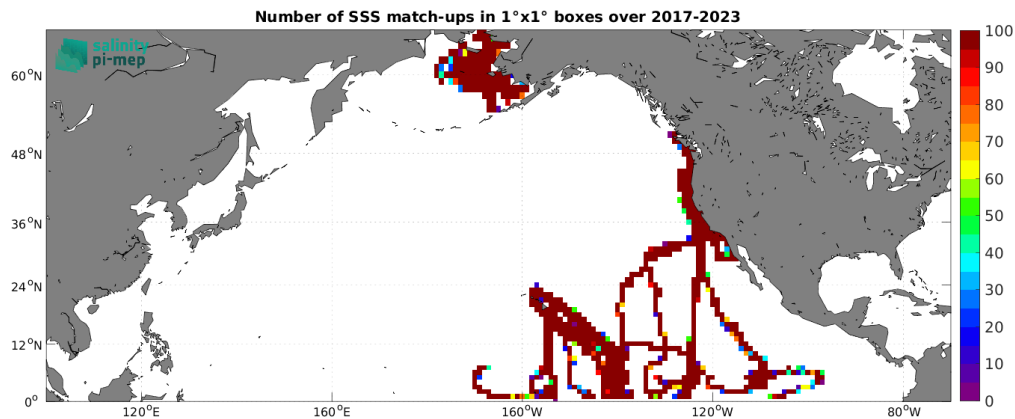 Number of SSS match-ups in 1°x1° boxes over 2017-2023
salinity
pi-mep
60°N
48°N
36°N
24°N
12°N
0°
120°E
160°E
160°W
120°W
80°W
100
90
80
70
60
50
40
30
20
10
0